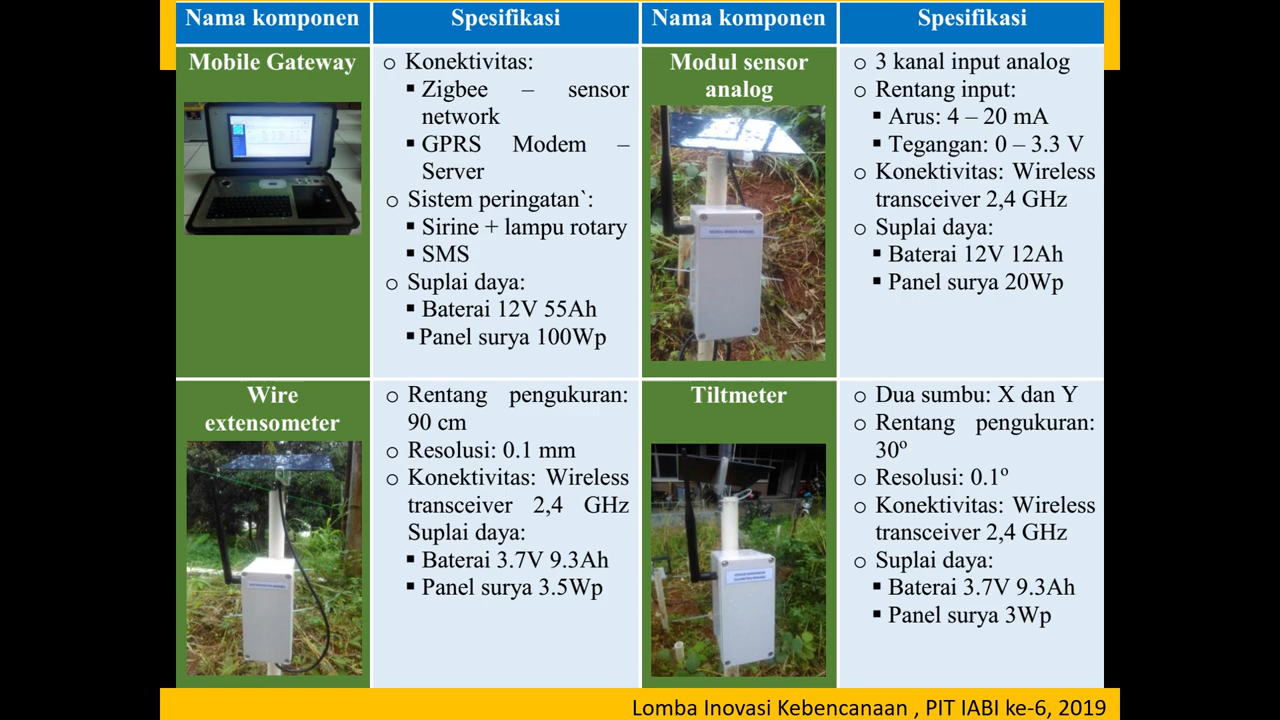 Nama komponen
Spesifikasi
Nama komponen
Spesifikasi
Mobile Gateway
o Konektivitas:
▪ Zigbee – sensor
network
▪ GPRS Modem –
Server
o Sistem peringatan`:
▪ Sirine + lampu rotary
▪ SMS
o Suplai daya:
▪ Baterai 12V 55Ah
▪ Panel surya 100Wp
Modul sensor
analog
o 3 kanal input analog
o Rentang input:
▪ Arus: 4 – 20 mA
▪ Tegangan: 0 – 3.3 V
o Konektivitas: Wireless
transceiver 2,4 GHz
o Suplai daya:
▪ Baterai 12V 12Ah
▪ Panel surya 20Wp
Wire
extensometer
o Rentang pengukuran:
90 cm
o Resolusi: 0.1 mm
o Konektivitas: Wireless
transceiver 2,4 GHz
Suplai daya:
▪ Baterai 3.7V 9.3Ah
▪ Panel surya 3.5Wp
Tiltmeter
o Dua sumbu: X dan Y
o Rentang pengukuran:
30º
o Resolusi: 0.1º
o Konektivitas: Wireless
transceiver 2,4 GHz
o Suplai daya:
▪ Baterai 3.7V 9.3Ah
▪ Panel surya 3Wp
Lomba Inovasi Kebencanaan , PIT IABI ke-6, 2019